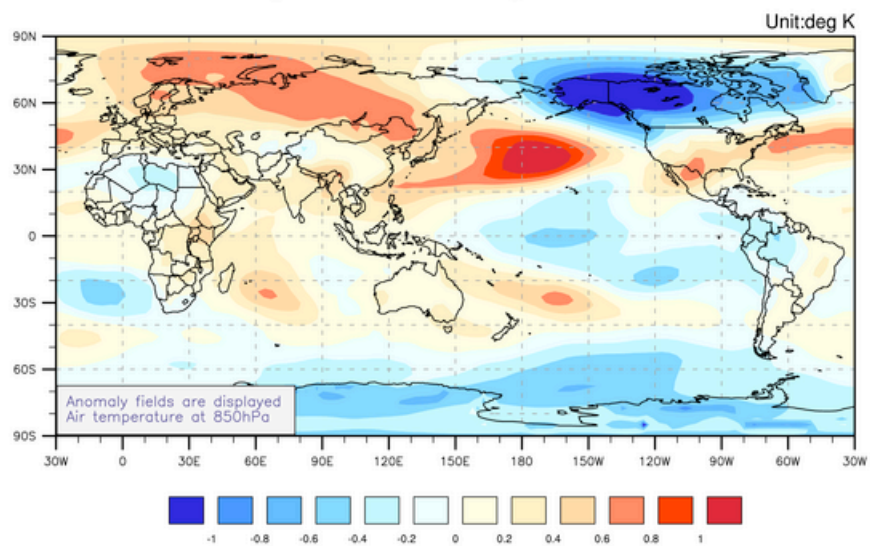 Unit:deg K
90N
60N
30N
0
30S
60S
90S
Anomaly fields are displayed
Air temperature at 850hPa
30W 0 30E 60E 90E 120E 150E 180 150W 120W 90W 60W 30W
-1 -0.8 -0.6 -0.4 -0.2 0 0.2 0.4 0.6 0.8 1